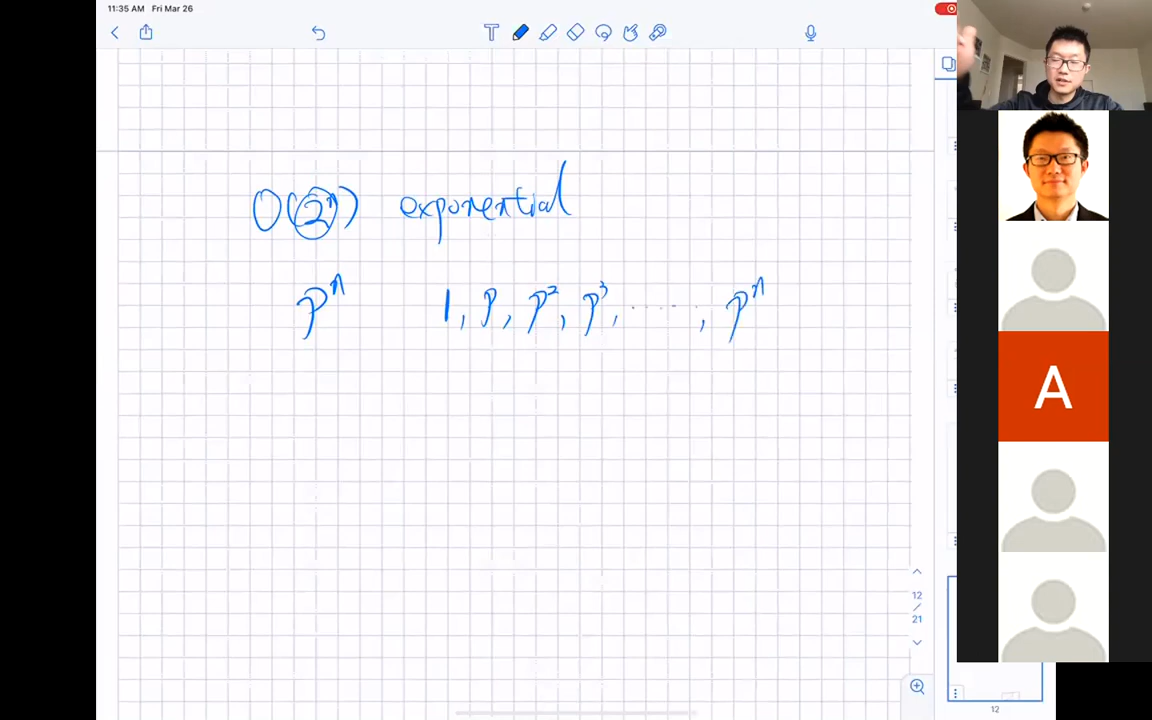 11:35 AM Fri Mar 26
T
O(2ⁿ) exponential
pⁿ 1, p, p², p³, ......, pⁿ
A
12
/
21
12